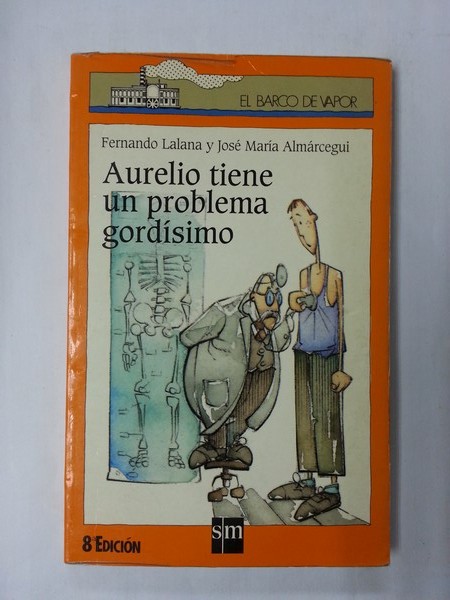 EL BARCO DE VAPOR
Fernando Lalana y José María Almárcegui
Aurelio tiene
un problema
gordísimo
8ª EDICIÓN
sm